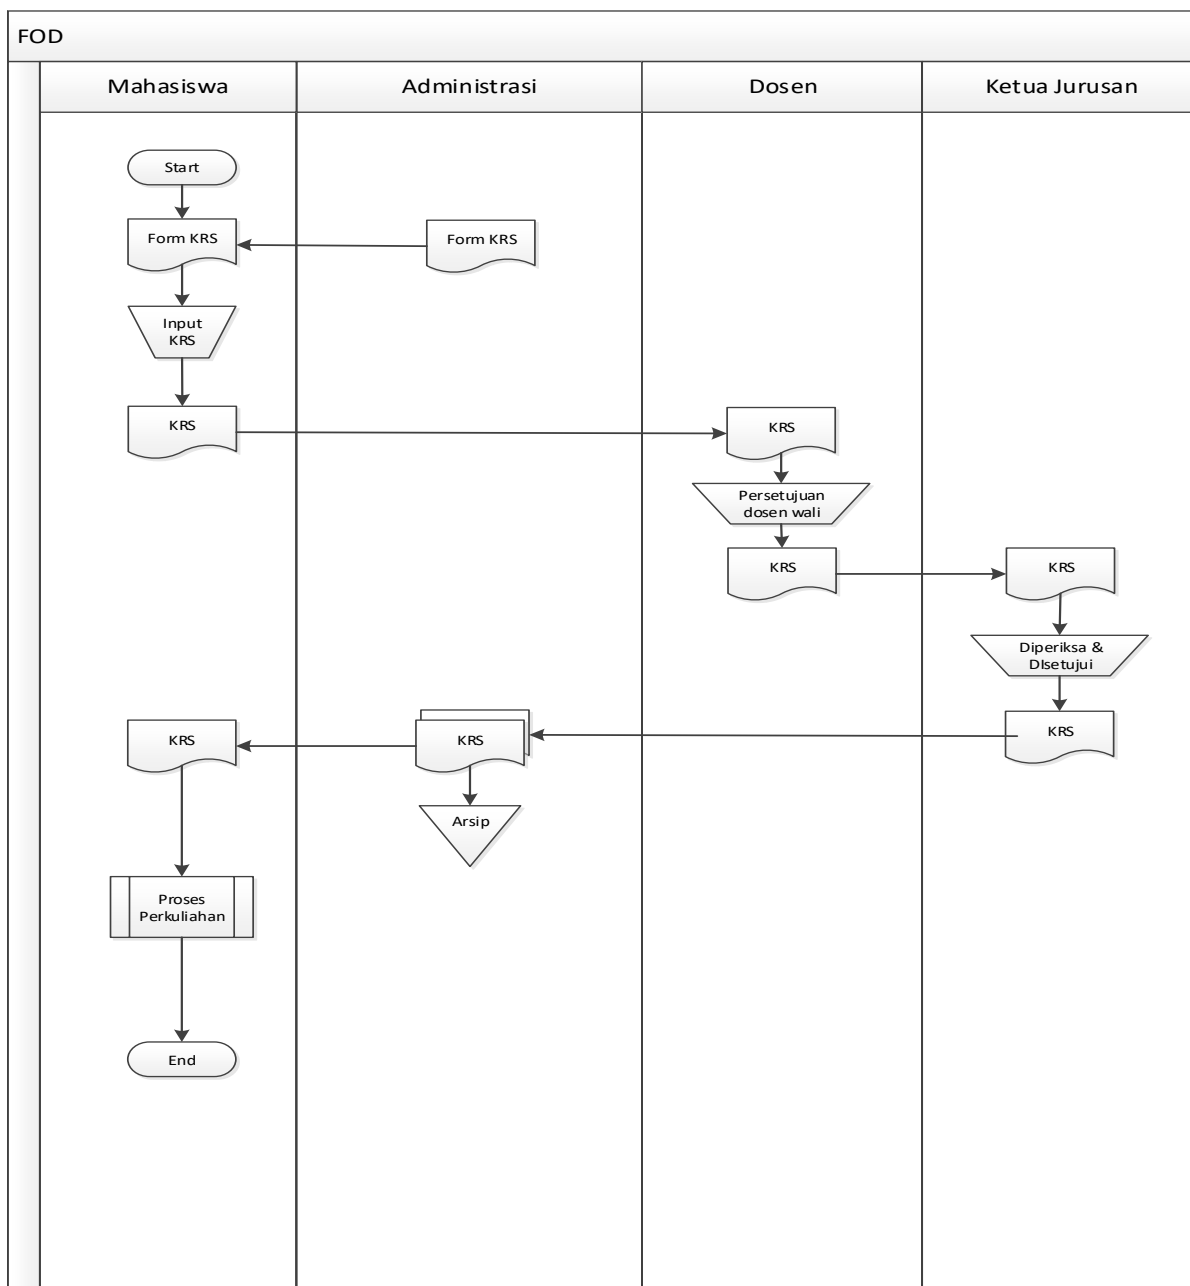 FOD
Mahasiswa
Administrasi
Dosen
Ketua Jurusan
Start
Form KRS
Form KRS
Input
KRS
KRS
KRS
Persetujuan
dosen wali
KRS
KRS
Diperiksa &
DIsetujui
KRS
KRS
KRS
Arsip
Proses
Perkuliahan
End